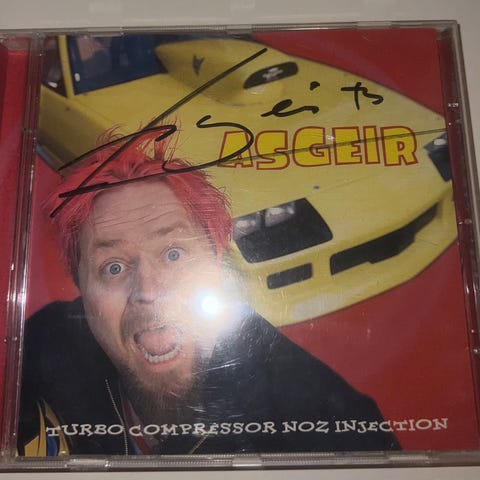 ASGEIR
TURBO COMPRESSOR NOZ INJECTION